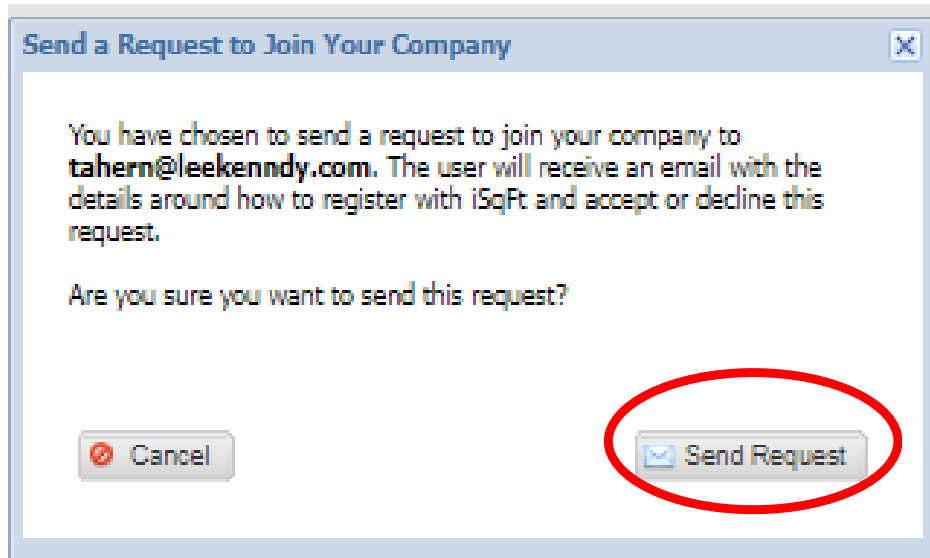 Send a Request to Join Your Company
You have chosen to send a request to join your company to
tahern@leekenndy.com. The user will receive an email with the
details around how to register with iSqFt and accept or decline this
request.
Are you sure you want to send this request?
Cancel
Send Request